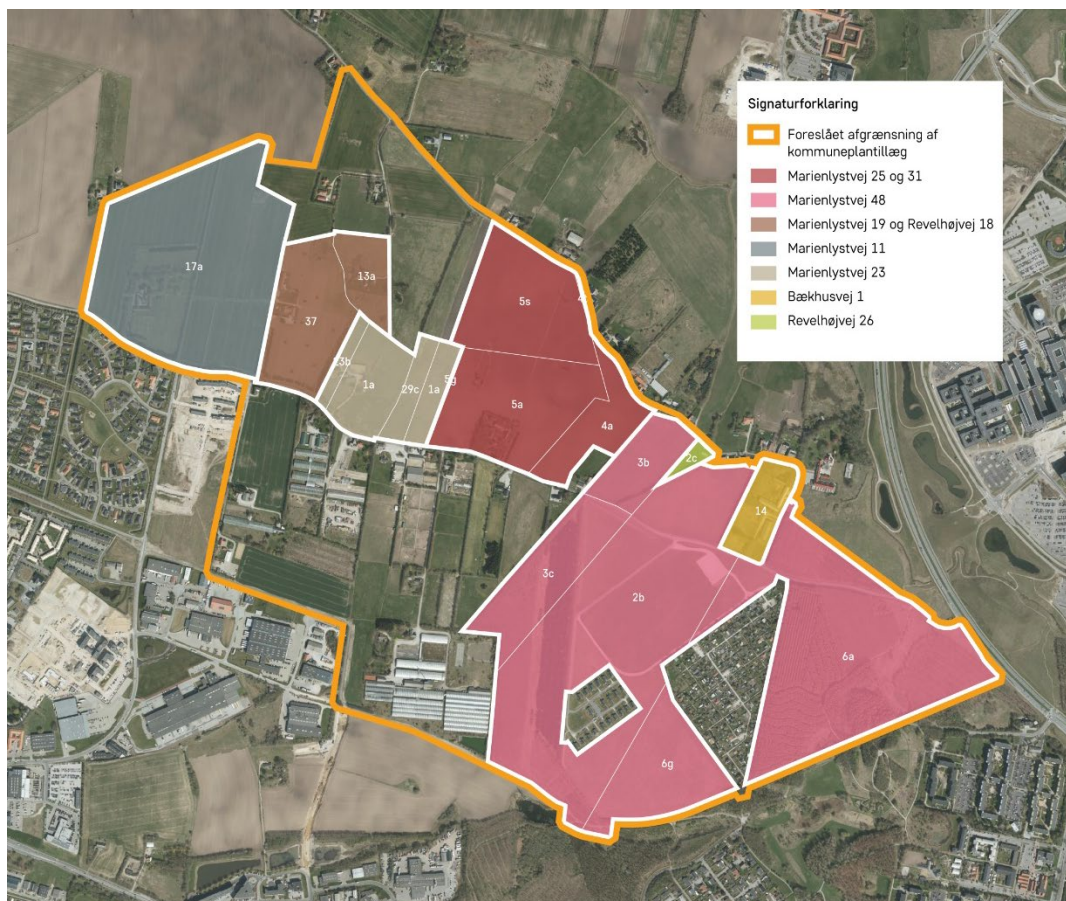 Signaturforklaring
Foreslået afgrænsning af
kommuneplantillæg
Marienlystvej 25 og 31
Marienlystvej 48
Marienlystvej 19 og Revelhøjvej 18
Marienlystvej 11
Marienlystvej 23
Bækhusvej 1
Revelhøjvej 26
17a
13a
37
5s
1a
29c
1a
5a
4a
3b
2c
14
3c
2b
6a
6g